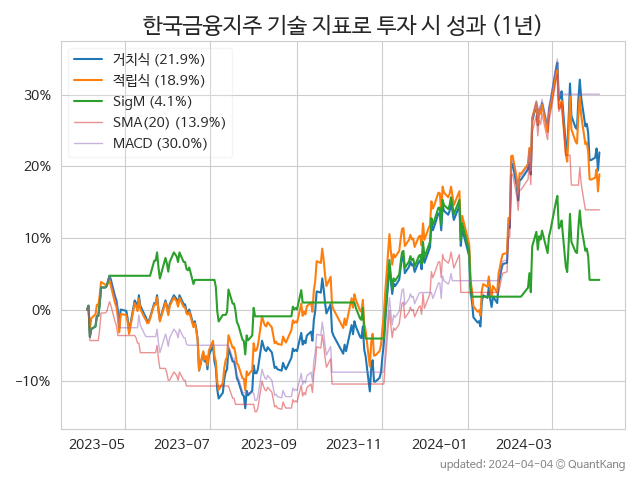 한국금융지주 기술 지표로 투자 시 성과 (1년)
거치식 (21.9%)
적립식 (18.9%)
SigM (4.1%)
SMA(20) (13.9%)
MACD (30.0%)
30%
20%
10%
0%
−10%
2023-05 2023-07 2023-09 2023-11 2024-01 2024-03
updated: 2024-04-04 © QuantKang